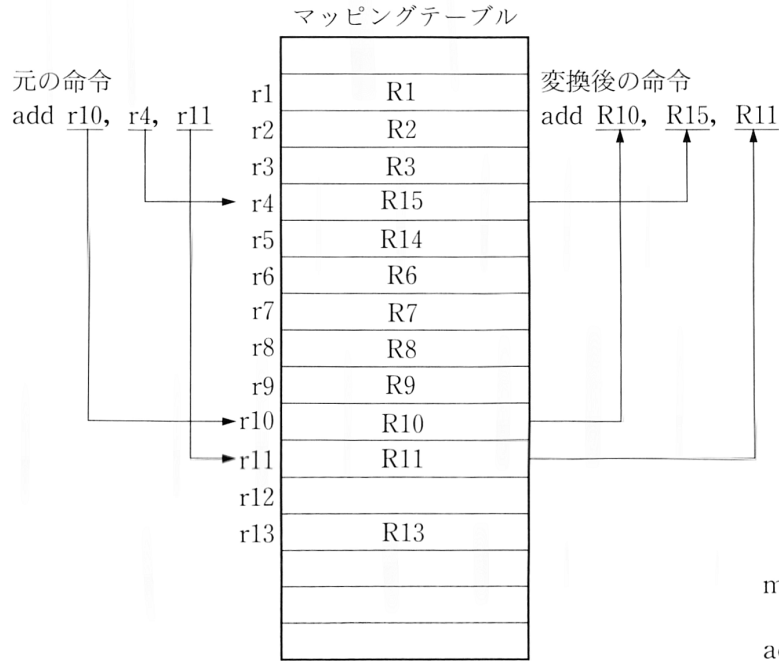 マッピングテーブル
元の命令
add r10, r4, r11
変換後の命令
add R10, R15, R11
r1 R1
r2 R2
r3 R3
r4 R15
r5 R14
r6 R6
r7 R7
r8 R8
r9 R9
r10 R10
r11 R11
r12
r13 R13